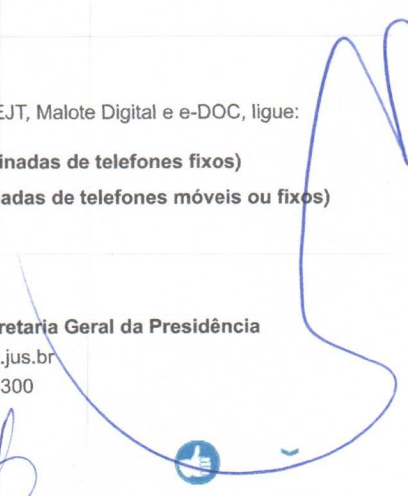 EJT, Malote Digital e e-DOC, ligue:
inadas de telefones fixos)
adas de telefones móveis ou fixos)
retaria Geral da Presidência
.jus.br
300